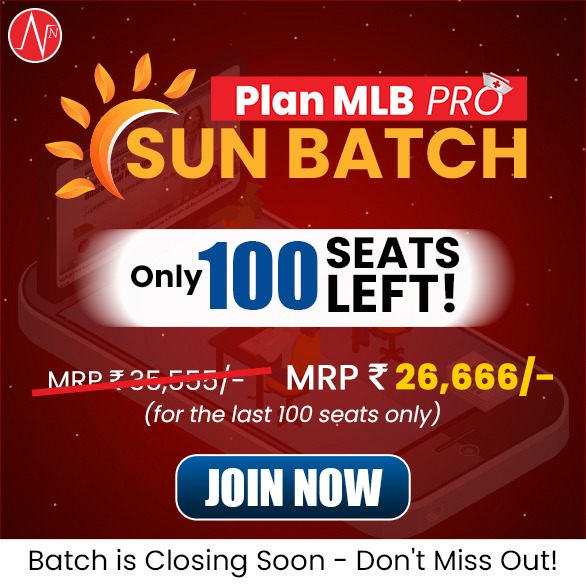 Plan MLB PRO
SUN BATCH
Only 100 SEATS LEFT!
MRP ₹ 35,555/- MRP ₹ 26,666/-
(for the last 100 seats only)
JOIN NOW
Batch is Closing Soon - Don't Miss Out!